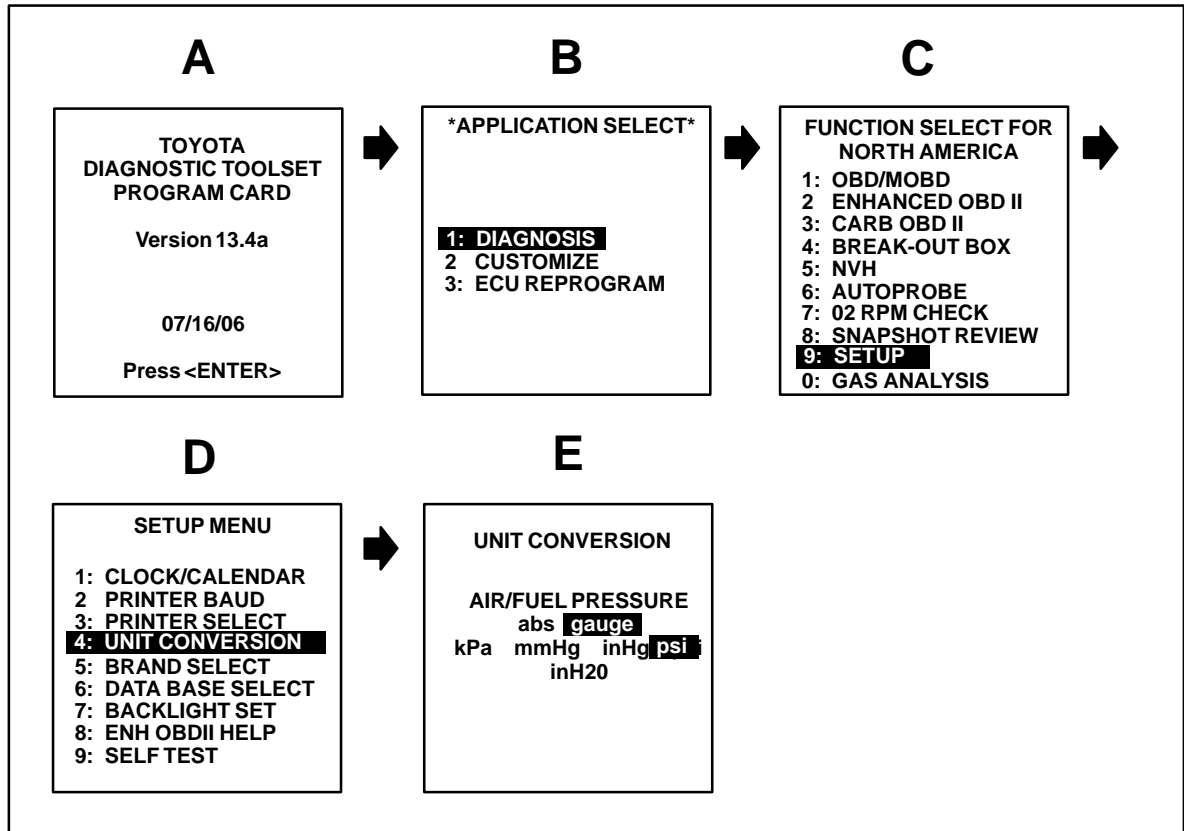 A
TOYOTA
DIAGNOSTIC TOOLSET
PROGRAM CARD
Version 13.4a
07/16/06
Press <ENTER>
B
*APPLICATION SELECT*
1: DIAGNOSIS
2 CUSTOMIZE
3: ECU REPROGRAM
C
FUNCTION SELECT FOR
NORTH AMERICA
1: OBD/MOBD
2 ENHANCED OBD II
3: CARB OBD II
4: BREAK-OUT BOX
5: NVH
6: AUTOPROBE
7: 02 RPM CHECK
8: SNAPSHOT REVIEW
9: SETUP
0: GAS ANALYSIS
D
SETUP MENU
1: CLOCK/CALENDAR
2 PRINTER BAUD
3: PRINTER SELECT
4: UNIT CONVERSION
5: BRAND SELECT
6: DATA BASE SELECT
7: BACKLIGHT SET
8: ENH OBDII HELP
9: SELF TEST
E
UNIT CONVERSION
AIR/FUEL PRESSURE
abs gauge
kPa mmHg inHg psi
inH20